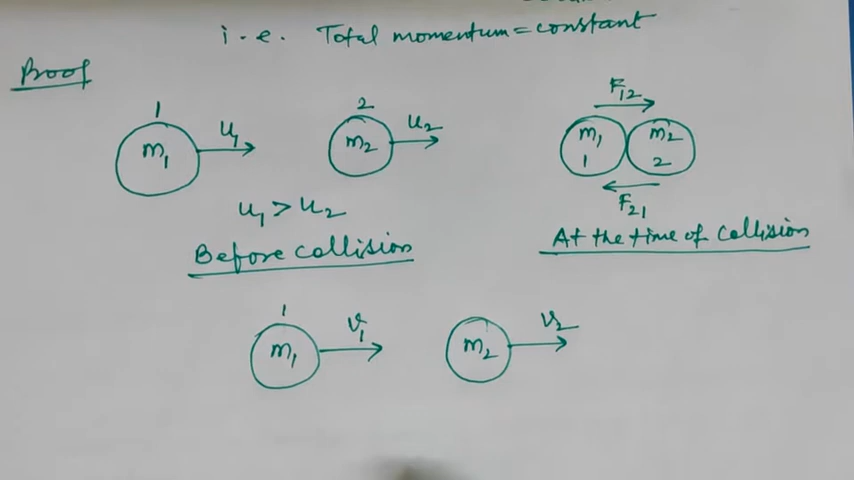 i.e. Total momentum = constant
Proof
1 2 F12
u1 u2
m1 m2 m1 m2
1 2
F21
u1 > u2
Before collision At the time of collision
1
v1 v2
m1 m2